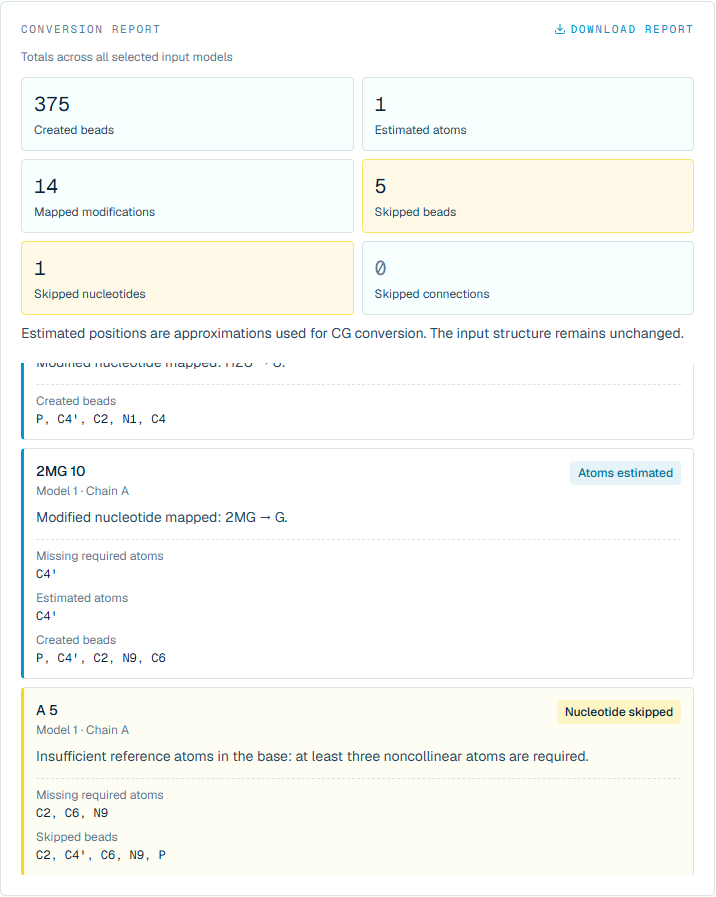 CONVERSION REPORT
DOWNLOAD REPORT
Totals across all selected input models
375
Created beads
1
Estimated atoms
14
Mapped modifications
5
Skipped beads
1
Skipped nucleotides
0
Skipped connections
Estimated positions are approximations used for CG conversion. The input structure remains unchanged.
Modified nucleotide mapped:
Created beads
P, C4', C2, N1, C4
2MG 10
Atoms estimated
Model 1 · Chain A
Modified nucleotide mapped: 2MG → G.
Missing required atoms
C4'
Estimated atoms
C4'
Created beads
P, C4', C2, N9, C6
A 5
Nucleotide skipped
Model 1 · Chain A
Insufficient reference atoms in the base: at least three noncollinear atoms are required.
Missing required atoms
C2, C6, N9
Skipped beads
C2, C4', C6, N9, P